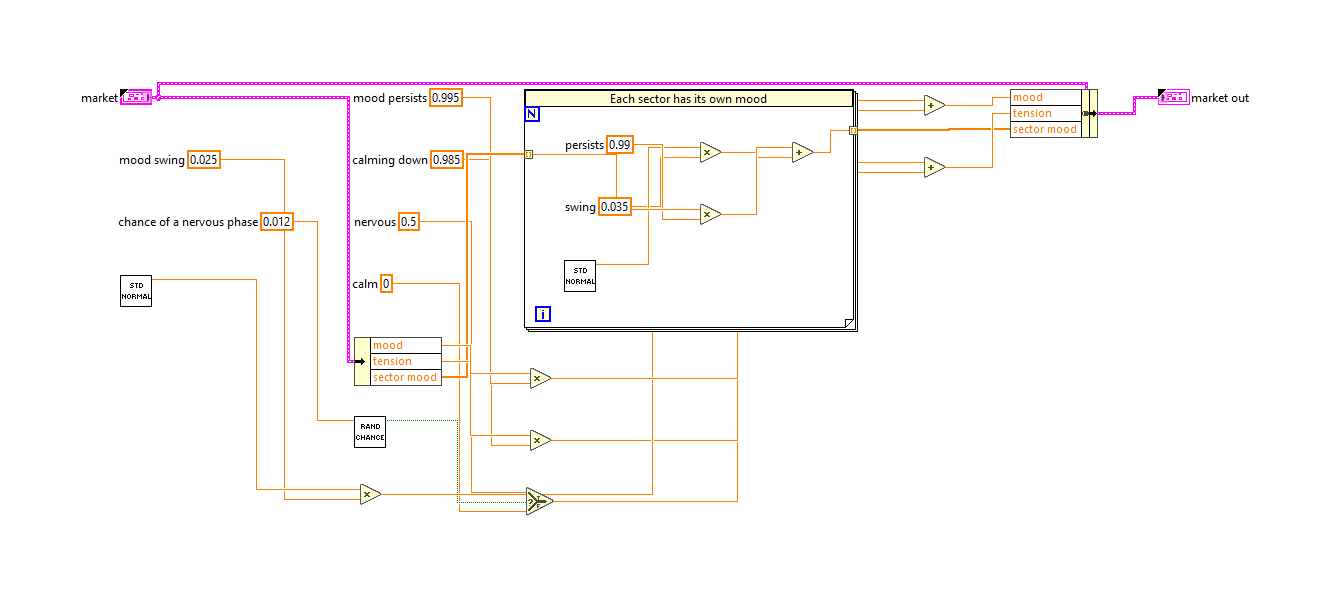 market
mood persists 0.995
Each sector has its own mood
N
mood
tension
sector mood
market out
mood swing 0.025
calming down 0.985
persists 0.99
×
+
+
+
swing 0.035
×
chance of a nervous phase 0.012
nervous 0.5
STD
NORMAL
STD
NORMAL
calm 0
i
mood
tension
sector mood
×
RAND
CHANCE
×
×
?
T
F